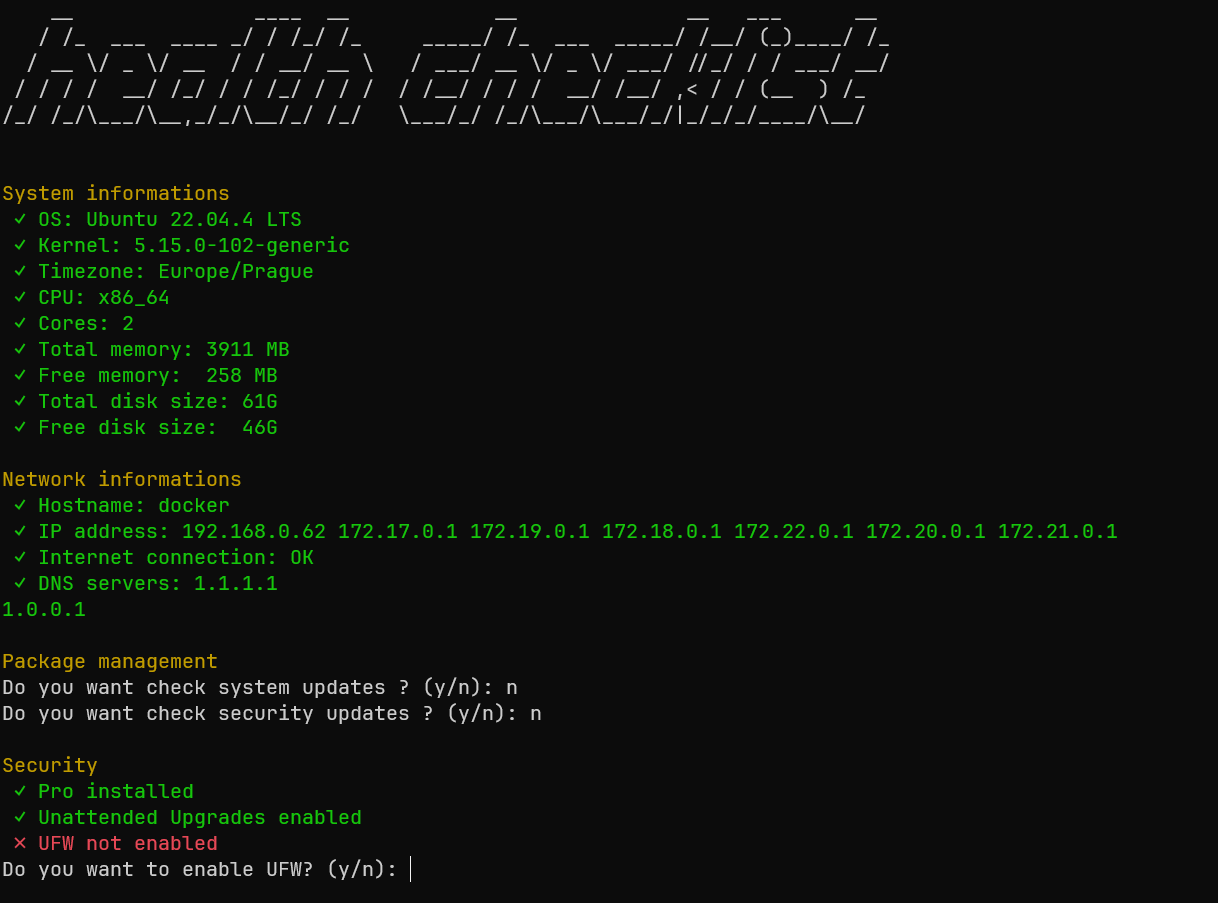 health checklist
System informations
✓ OS: Ubuntu 22.04.4 LTS
✓ Kernel: 5.15.0-102-generic
✓ Timezone: Europe/Prague
✓ CPU: x86_64
✓ Cores: 2
✓ Total memory: 3911 MB
✓ Free memory:  258 MB
✓ Total disk size: 61G
✓ Free disk size:  46G
Network informations
✓ Hostname: docker
✓ IP address: 192.168.0.62 172.17.0.1 172.19.0.1 172.18.0.1 172.22.0.1 172.20.0.1 172.21.0.1
✓ Internet connection: OK
✓ DNS servers: 1.1.1.1
1.0.0.1
Package management
Do you want check system updates ? (y/n): n
Do you want check security updates ? (y/n): n
Security
✓ Pro installed
✓ Unattended Upgrades enabled
✕ UFW not enabled
Do you want to enable UFW? (y/n):